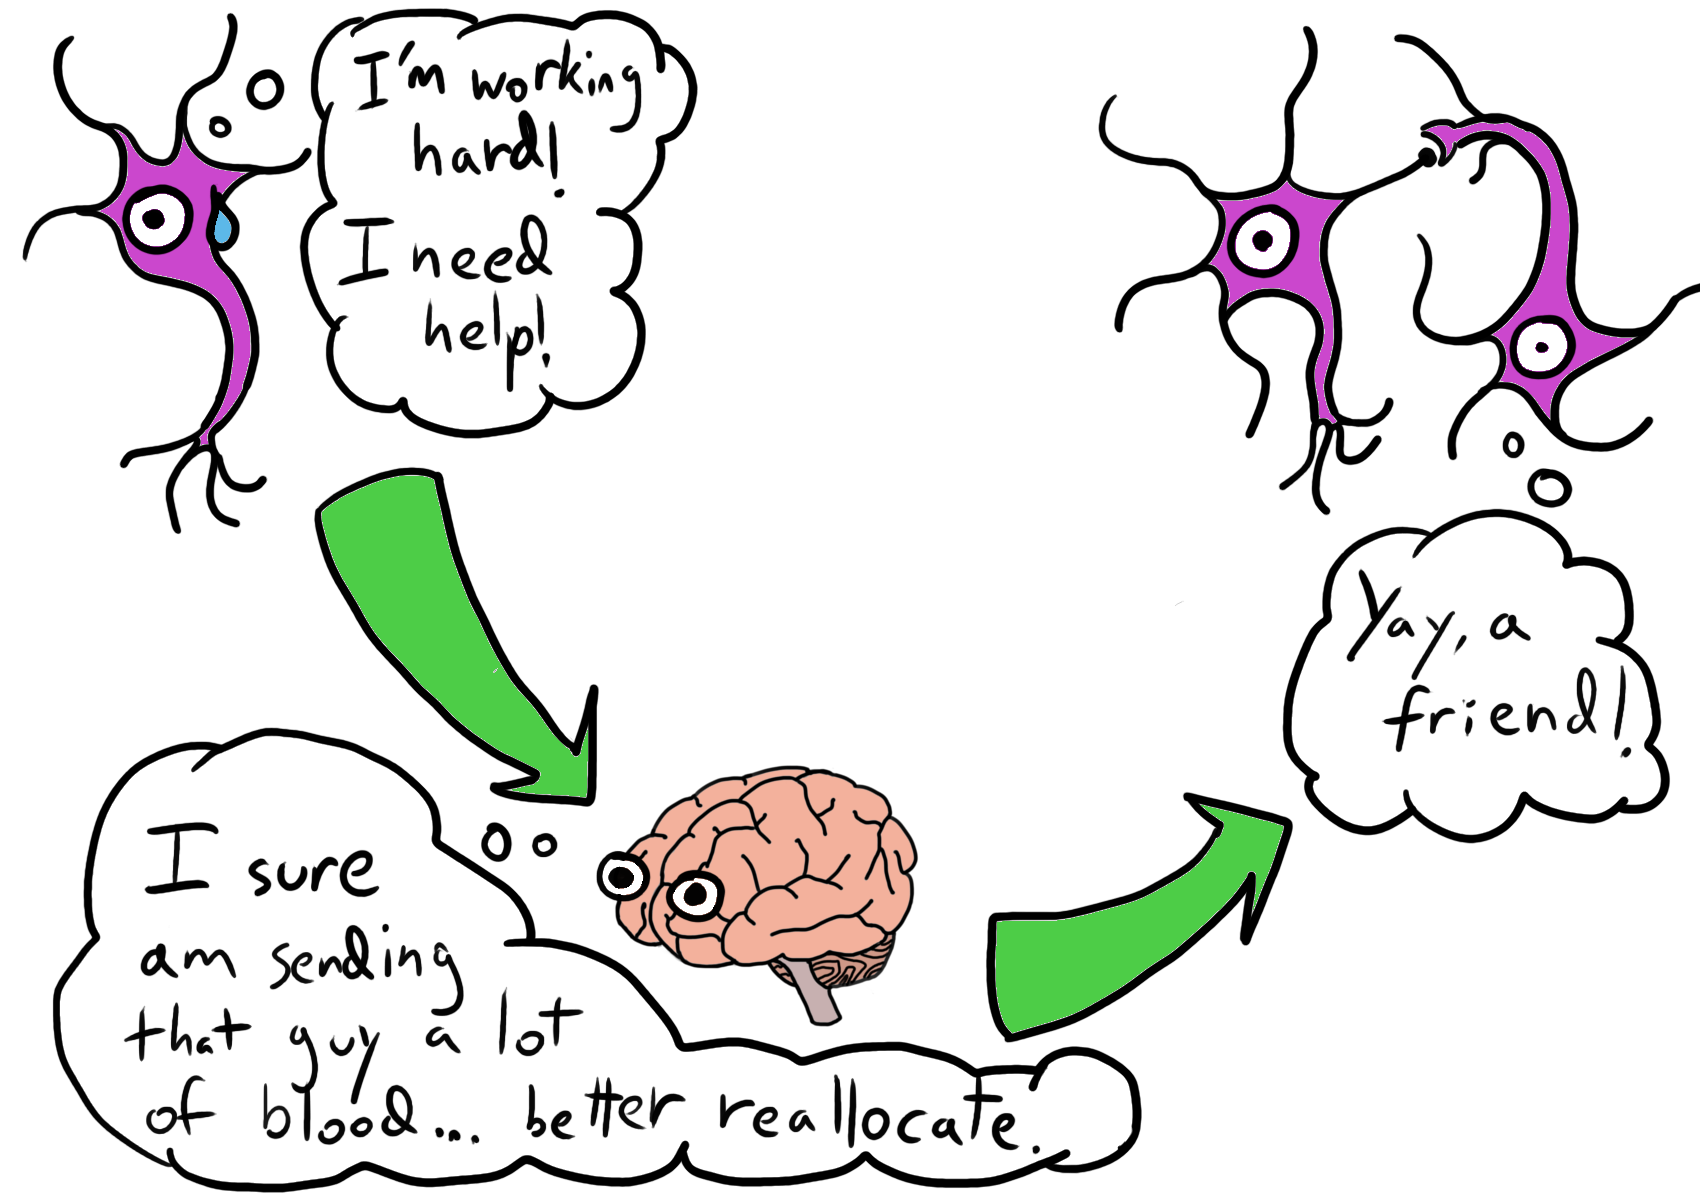 I'm working
hard!
I need
help!
I sure
am sending
that guy a lot
of blood... better reallocate.
Yay, a
friend!